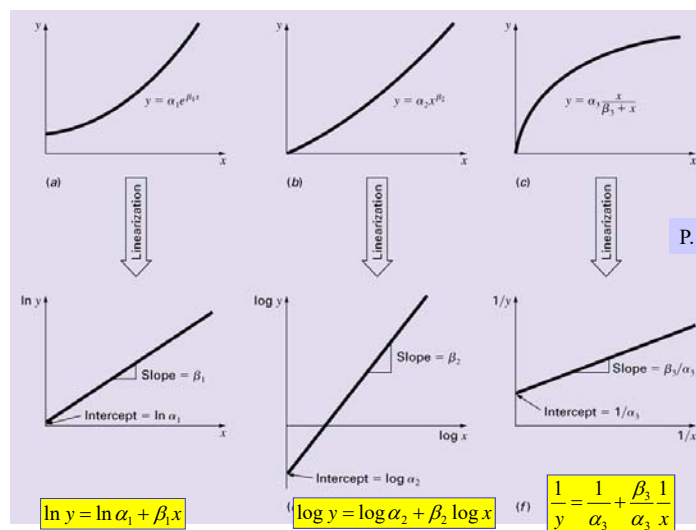 y
y
y
y = α₁e^{β₁x}
y = α₂x^{β₂}
y = α₃ x/(β₃ + x)
x
x
x
(a)
(b)
(c)
Linearization
Linearization
Linearization
P.
ln y
log y
1/y
Slope = β₁
Slope = β₂
Slope = β₃/α₃
Intercept = ln α₁
Intercept = 1/α₃
x
log x
1/x
Intercept = log α₂
ln y = ln α₁ + β₁x
log y = log α₂ + β₂ log x
(f)
1/y = 1/α₃ + β₃/α₃ 1/x